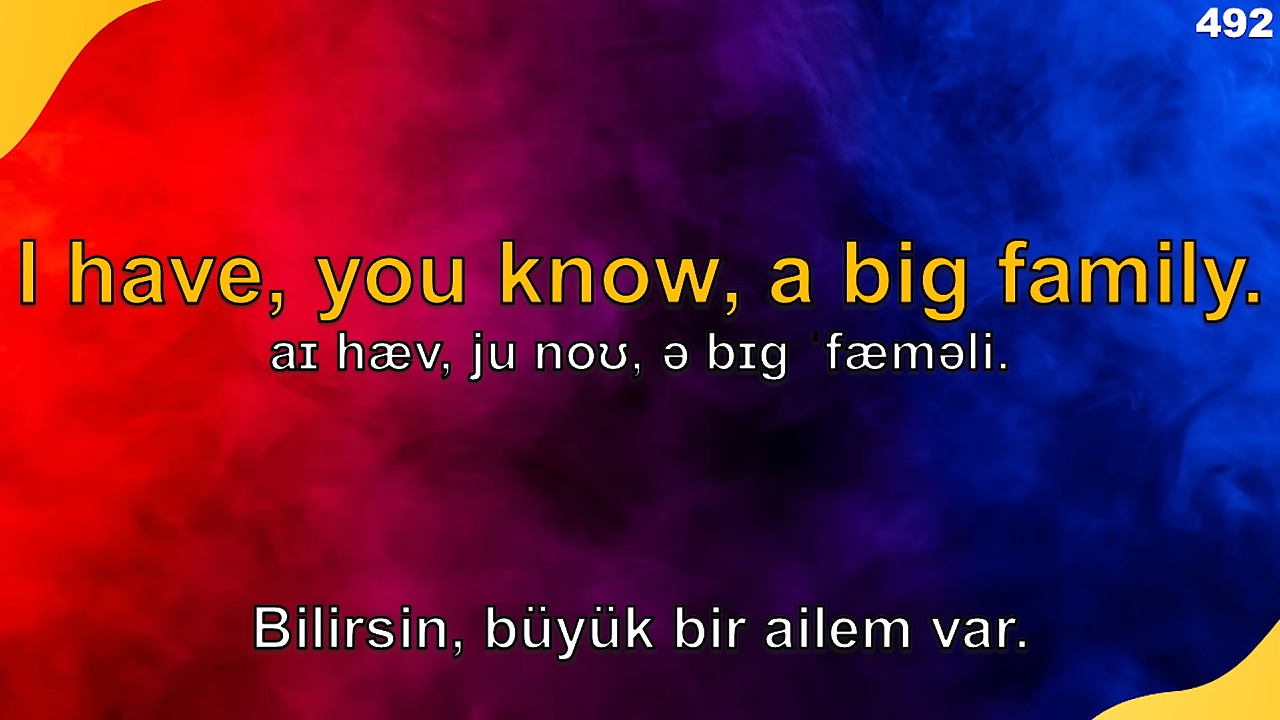 492
I have, you know, a big family.
aɪ hæv, ju noʊ, ə bɪg ˈfæməli.
Bilirsin, büyük bir ailem var.